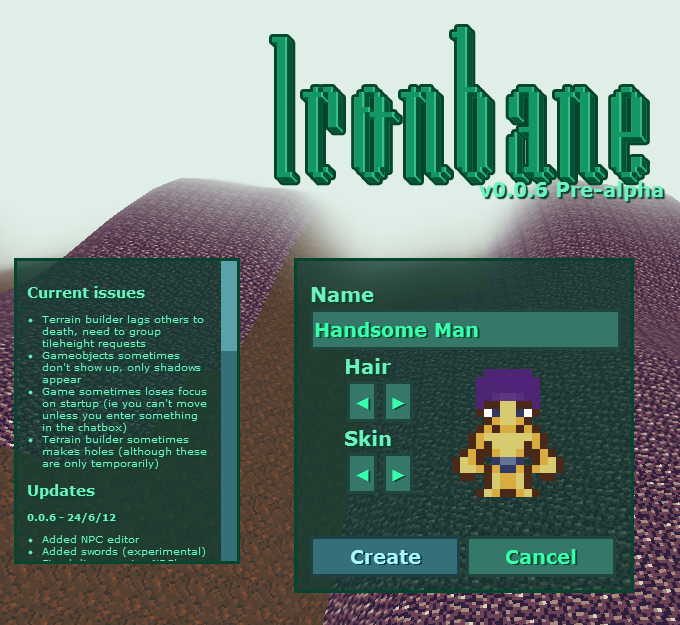 Ironbane
v0.0.6 Pre-alpha
Current issues
• Terrain builder lags others to
death, need to group
tileheight requests
• Gameobjects sometimes
don't show up, only shadows
appear
• Game sometimes loses focus
on startup (ie you can't move
unless you enter something
in the chatbox)
• Terrain builder sometimes
makes holes (although these
are only temporarily)
Updates
0.0.6 - 24/6/12
• Added NPC editor
• Added swords (experimental)
Name
Handsome Man
Hair
◀ ▶
Skin
◀ ▶
Create
Cancel